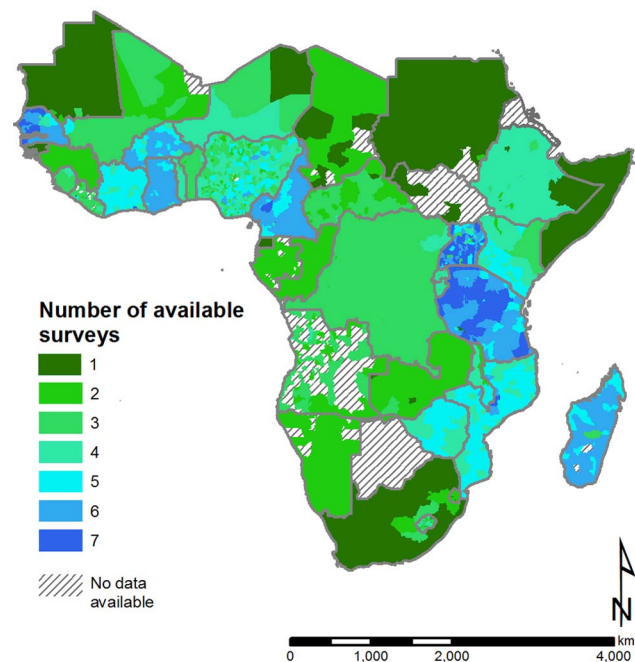 Number of available
surveys
1
2
3
4
5
6
7
No data
available
N
km
0 1,000 2,000 4,000